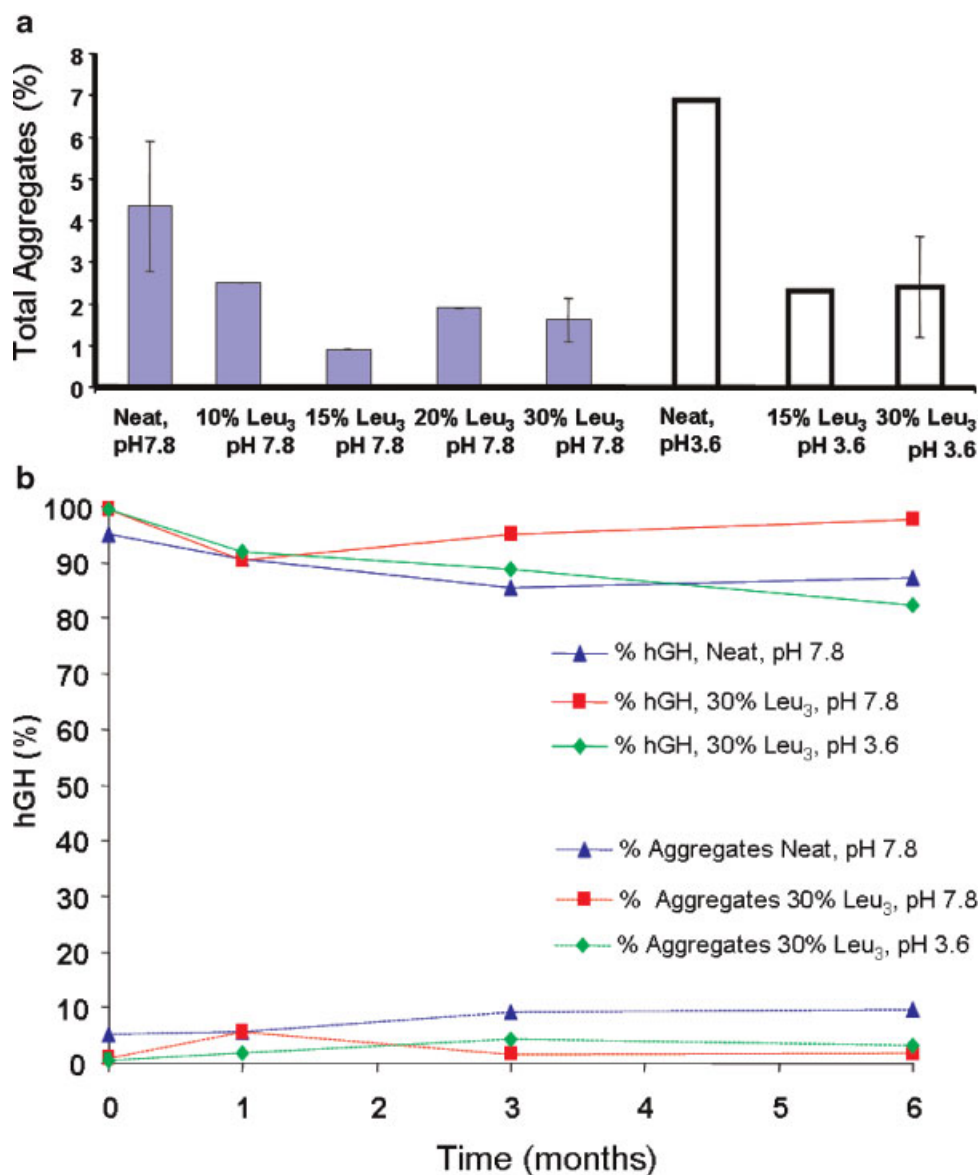 a
Total Aggregates (%)
8
7
6
5
4
3
2
1
0
Neat, 10% Leu₃ 15% Leu₃ 20% Leu₃ 30% Leu₃ Neat, 15% Leu₃ 30% Leu₃
pH7.8 pH 7.8 pH 7.8 pH 7.8 pH 7.8 pH3.6 pH 3.6 pH 3.6
b
hGH (%)
100
90
80
70
60
50
40
30
20
10
0
% hGH, Neat, pH 7.8
% hGH, 30% Leu₃, pH 7.8
% hGH, 30% Leu₃, pH 3.6
% Aggregates Neat, pH 7.8
% Aggregates 30% Leu₃, pH 7.8
% Aggregates 30% Leu₃, pH 3.6
0 1 2 3 4 5 6
Time (months)